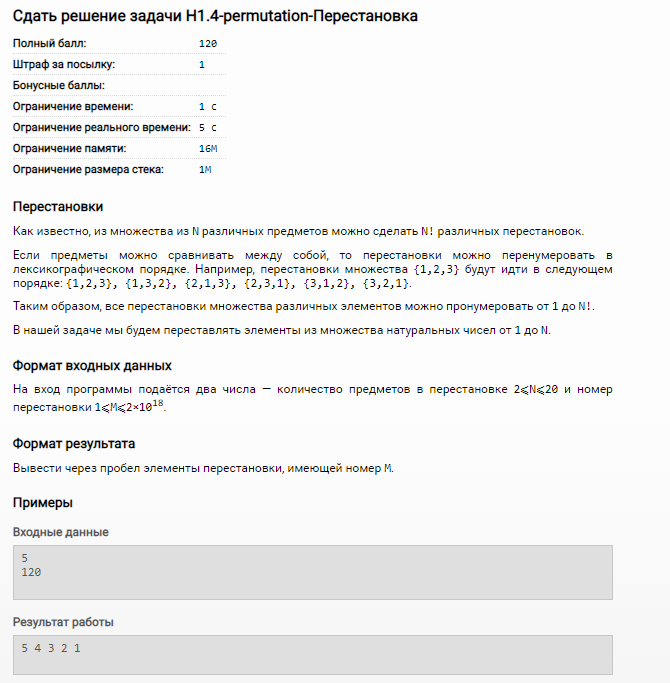 Сдать решение задачи H1.4-permutation-Перестановка
Полный балл: 120
Штраф за посылку: 1
Бонусные баллы:
Ограничение времени: 1 с
Ограничение реального времени: 5 с
Ограничение памяти: 16M
Ограничение размера стека: 1M
Перестановки
Как известно, из множества из N различных предметов можно сделать N! различных перестановок.
Если предметы можно сравнивать между собой, то перестановки можно перенумеровать в
лексикографическом порядке. Например, перестановки множества {1,2,3} будут идти в следующем
порядке: {1,2,3}, {1,3,2}, {2,1,3}, {2,3,1}, {3,1,2}, {3,2,1}.
Таким образом, все перестановки множества различных элементов можно пронумеровать от 1 до N!.
В нашей задаче мы будем переставлять элементы из множества натуральных чисел от 1 до N.
Формат входных данных
На вход программы подаётся два числа — количество предметов в перестановке 2⩽N⩽20 и номер
перестановки 1⩽M⩽2×10¹⁸.
Формат результата
Вывести через пробел элементы перестановки, имеющей номер M.
Примеры
Входные данные
5
120
Результат работы
5 4 3 2 1